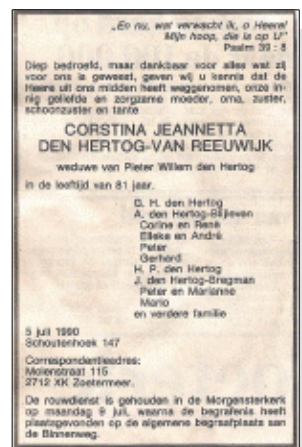 „En nu, wat verwacht ik, o Heere!
Mijn hoop, die is op U"
Psalm 39 : 8
Diep bedroefd, maar dankbaar voor alles wat zij
voor ons is geweest, geven wij u kennis dat de
Heere uit ons midden heeft weggenomen, onze in-
nig geliefde en zorgzame moeder, oma, zuster,
schoonzuster en tante
CORSTINA JEANNETTA
DEN HERTOG-VAN REEUWIJK
weduwe van Pieter Willem den Hertog
in de leeftijd van 81 jaar.
G. H. den Hertog
A. den Hertog-Blijleven
Corine en René
Elleke en André
Peter
Gerhard
H. P. den Hertog
J. den Hertog-Bregman
Peter en Marianne
Mario
en verdere familie
5 juli 1990
Schoutenhoek 147
Correspondentieadres:
Molenstraat 115
2712 XK Zoetermeer.
De rouwdienst is gehouden in de Morgensterkerk
op maandag 9 juli, waarna de begrafenis heeft
plaatsgevonden op de algemene begraafplaats aan
de Binnenweg.